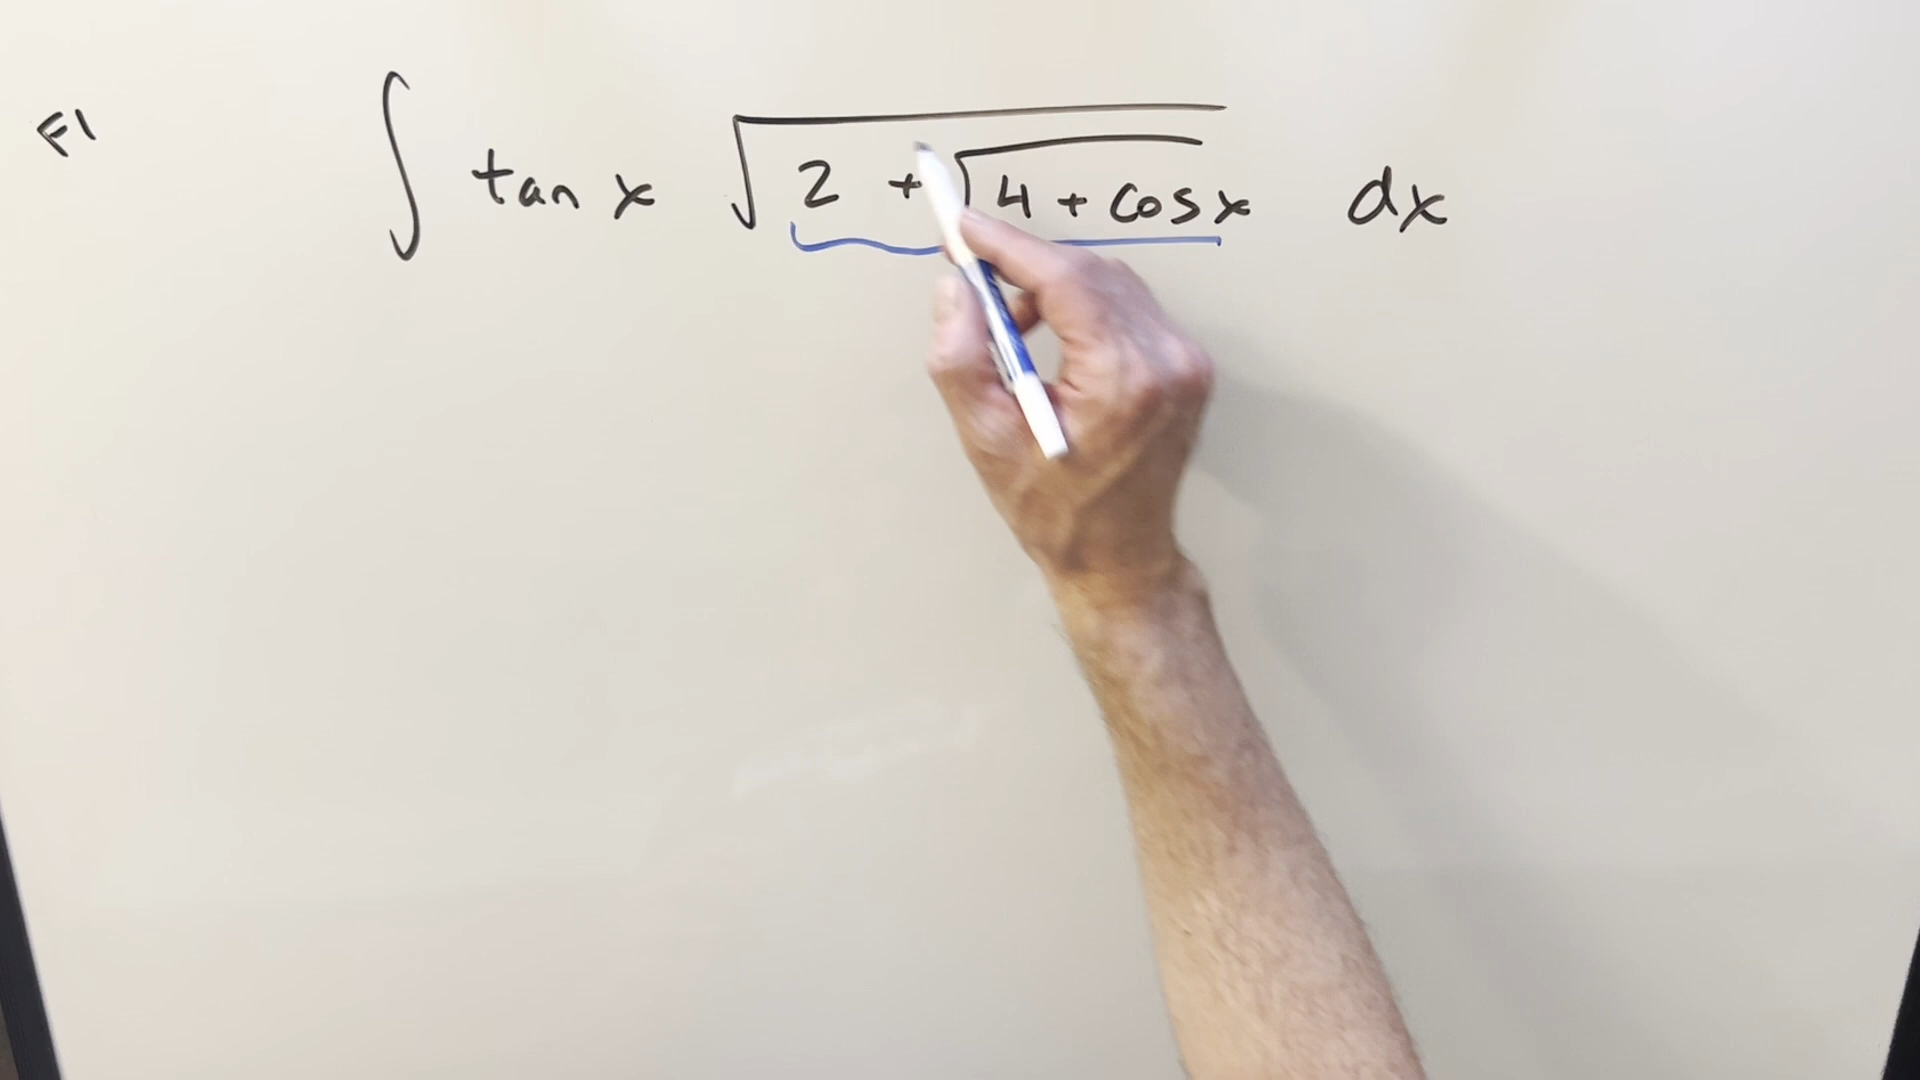 F1
∫ tan x √(2 + √(4 + cos x)) dx